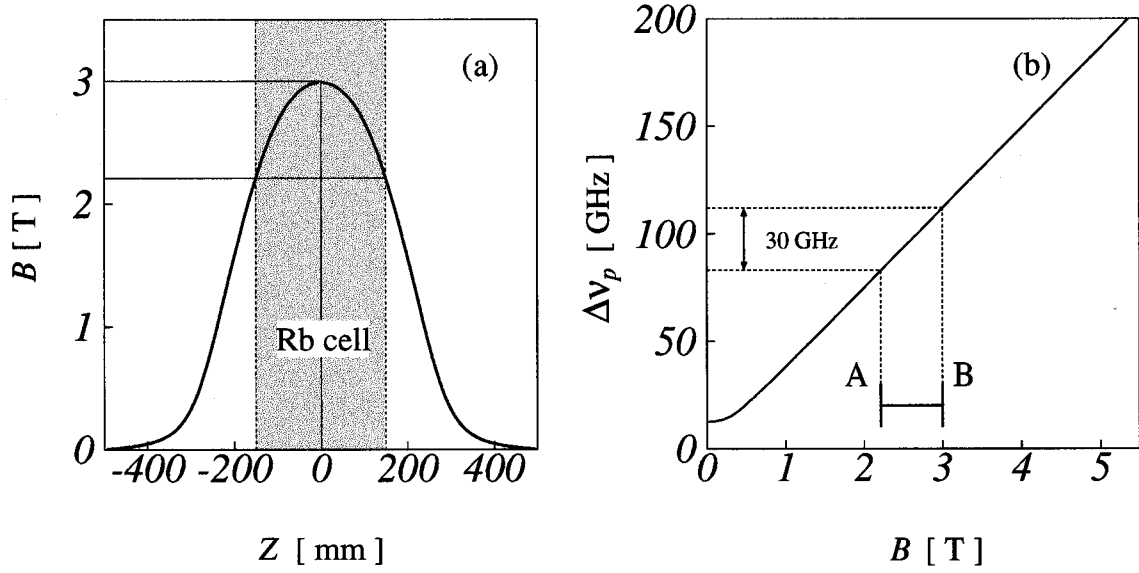 (a)
3
2
1
0
B [ T ]
Rb cell
-400 -200 0 200 400
Z [ mm ]
(b)
200
150
100
50
0
Δν_p [ GHz ]
30 GHz
A B
0 1 2 3 4 5
B [ T ]